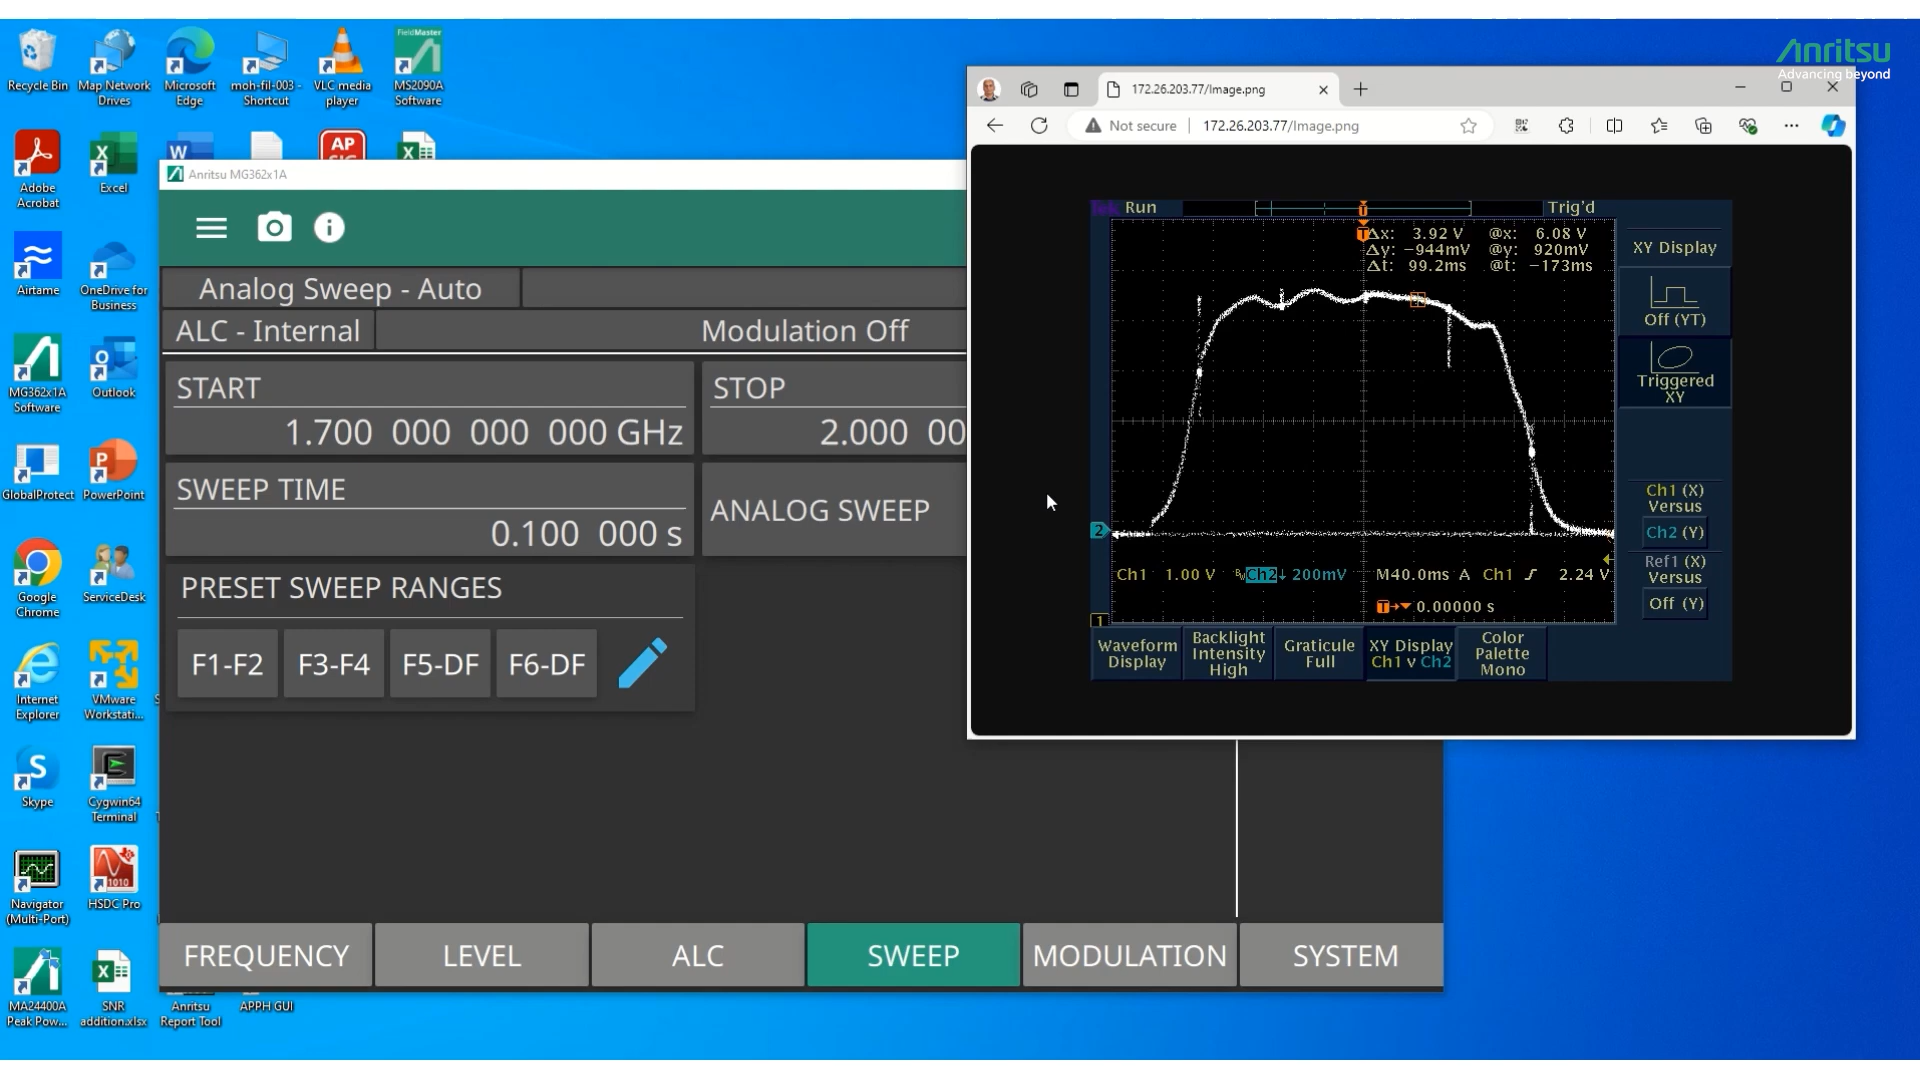 Anritsu
Advancing beyond
Recycle Bin
Map Network
Drives
Microsoft
Edge
moh-fil-003 -
Shortcut
VLC media
player
FieldMaster
MS2090A
Software
Adobe
Acrobat
Excel
W
AP
Airtame
OneDrive for
Business
MG362x1A
Software
Outlook
GlobalProtect
PowerPoint
Google
Chrome
ServiceDesk
Internet
Explorer
VMware
Workstati...
Skype
Cygwin64
Terminal
Navigator
(Multi-Port)
1010
HSDC Pro
MA24400A
Peak Pow...
SNR
addition.xlsx
Anritsu
Report Tool
APPH GUI
Anritsu MG362x1A
Analog Sweep - Auto
ALC - Internal
Modulation Off
START
1.700 000 000 000 GHz
STOP
2.000 00
SWEEP TIME
0.100 000 s
ANALOG SWEEP
PRESET SWEEP RANGES
F1-F2
F3-F4
F5-DF
F6-DF
FREQUENCY
LEVEL
ALC
SWEEP
MODULATION
SYSTEM
172.26.203.77/Image.png
Not secure
172.26.203.77/Image.png
Tek Run
Trig'd
Δx: 3.92 V @x: 6.08 V
Δy: −944mV @y: 920mV
Δt: 99.2ms @t: −173ms
XY Display
Off (YT)
Triggered
XY
Ch1 (X)
Versus
Ch2 (Y)
Ref1 (X)
Versus
Off (Y)
2
Ch1 1.00 V BW Ch2↓ 200mV M40.0ms A Ch1 ƒ 2.24 V
T→▼ 0.00000 s
1
Waveform
Display
Backlight
Intensity
High
Graticule
Full
XY Display
Ch1 v Ch2
Color
Palette
Mono